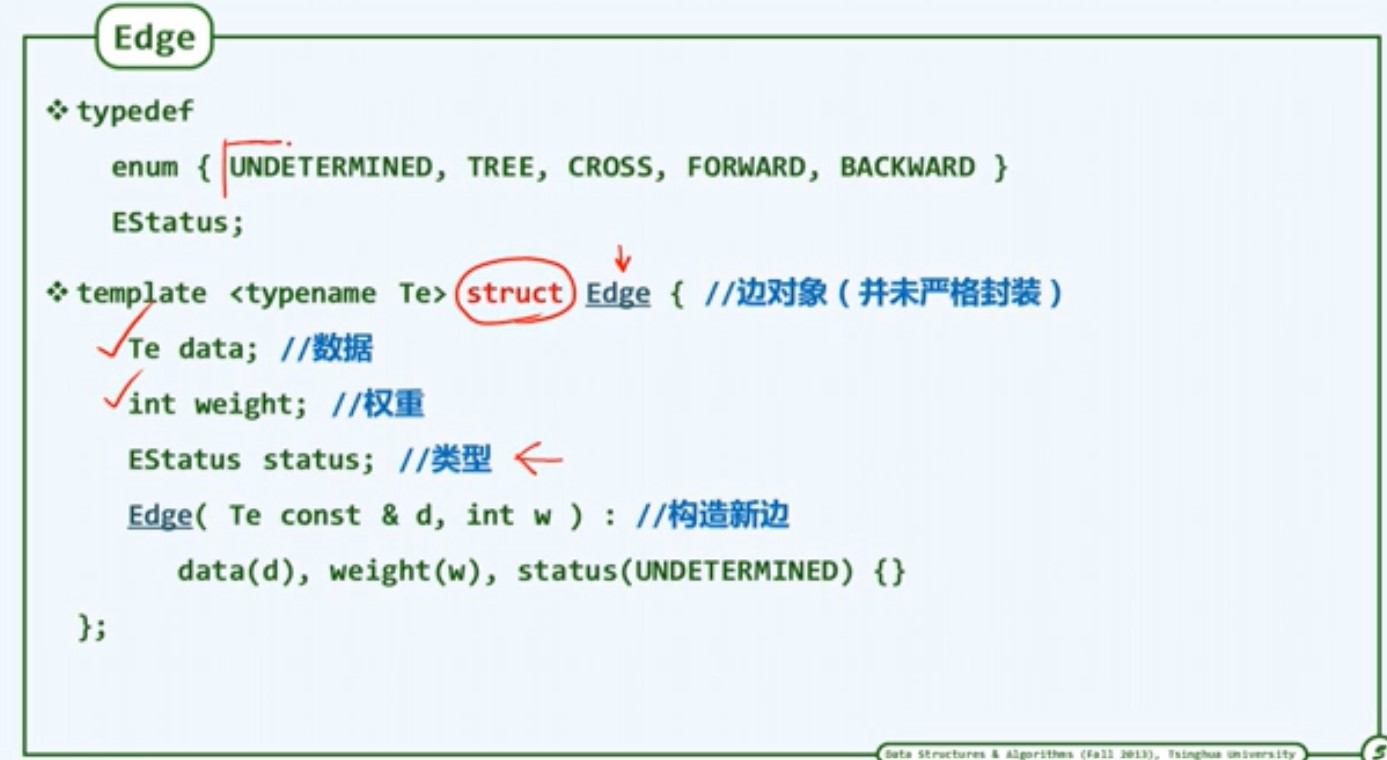 Edge
❖ typedef
enum { UNDETERMINED, TREE, CROSS, FORWARD, BACKWARD }
EStatus;
❖ template <typename Te> struct Edge { //边对象(并未严格封装)
Te data; //数据
int weight; //权重
EStatus status; //类型
Edge( Te const & d, int w ) : //构造新边
data(d), weight(w), status(UNDETERMINED) {}
};
Data Structures & Algorithms (Fall 2013), Tsinghua University